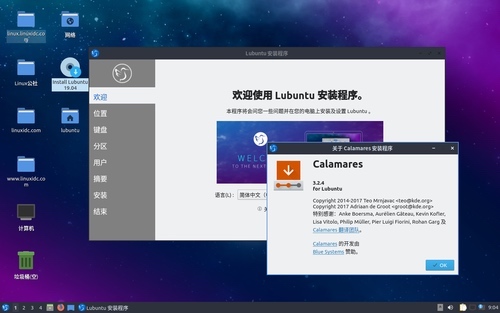 linux.linuxidc.com
网络
Linux公社
Install Lubuntu 19.04
linuxidc.com
lubuntu
www.linuxidc.com
计算机
垃圾桶(空)
Lubuntu 安装程序
欢迎
位置
键盘
分区
用户
摘要
安装
结束
欢迎使用 Lubuntu 安装程序。
本程序将会问您一些问题并在您的电脑上安装及设置 Lubuntu 。
WELC
TO THE NEXT
语言(L):
简体中文
关于 Calamares 安装程序
Calamares
3.2.4
for Lubuntu
Copyright 2014-2017 Teo Mrnjavac <teo@kde.org>
Copyright 2017 Adriaan de Groot <groot@kde.org>
特别感谢: Anke Boersma, Aurélien Gâteau, Kevin Kofler,
Lisa Vitolo, Philip Müller, Pier Luigi Fiorini, Rohan Garg 及
Calamares 翻译团队。
Calamares 的开发由
Blue Systems 赞助。
OK
1 2 3 4
Lubuntu 安装程序
9:04